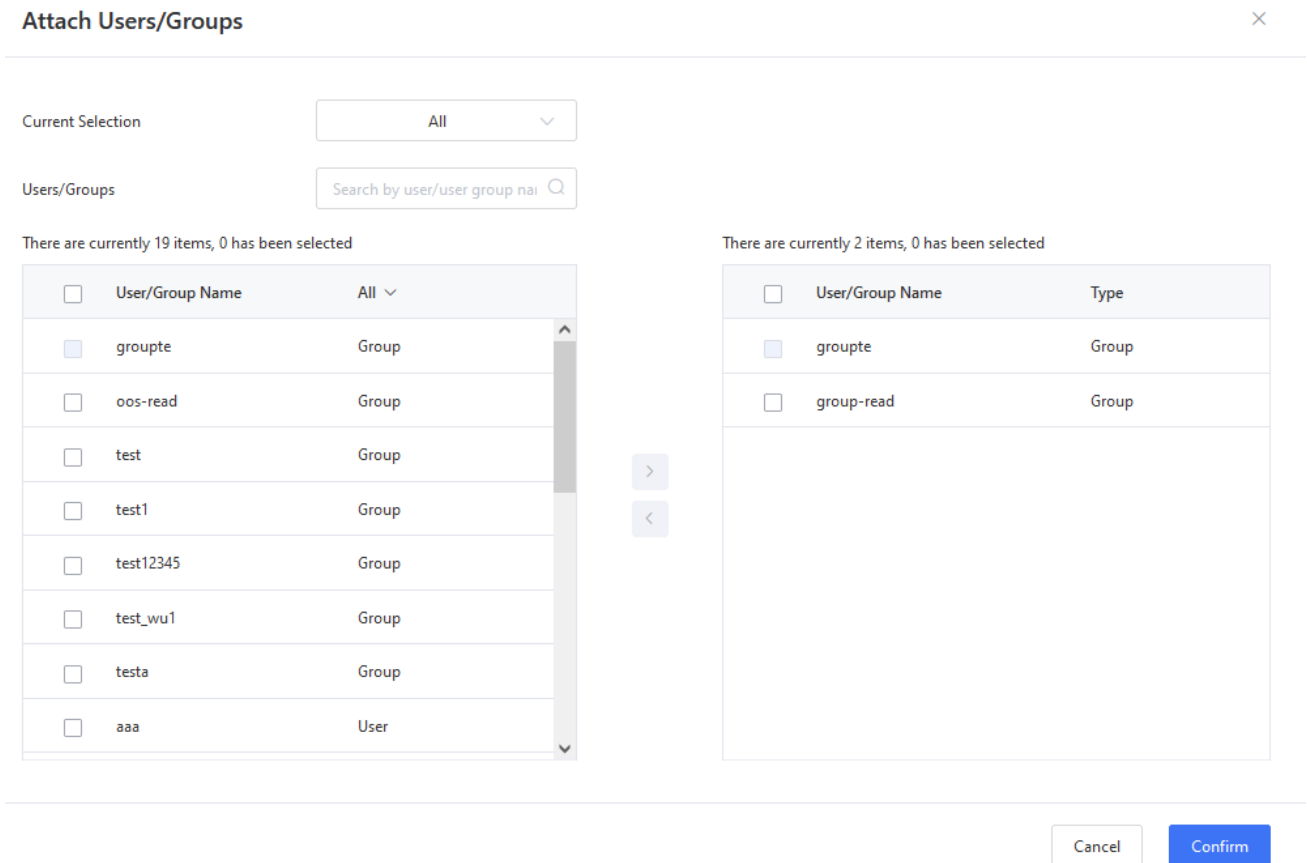 Attach Users/Groups
Current Selection All
Users/Groups Search by user/user group nai
There are currently 19 items, 0 has been selected
User/Group Name All
groupte Group
oos-read Group
test Group
test1 Group
test12345 Group
test_wu1 Group
testa Group
aaa User
There are currently 2 items, 0 has been selected
User/Group Name Type
groupte Group
group-read Group
Cancel Confirm